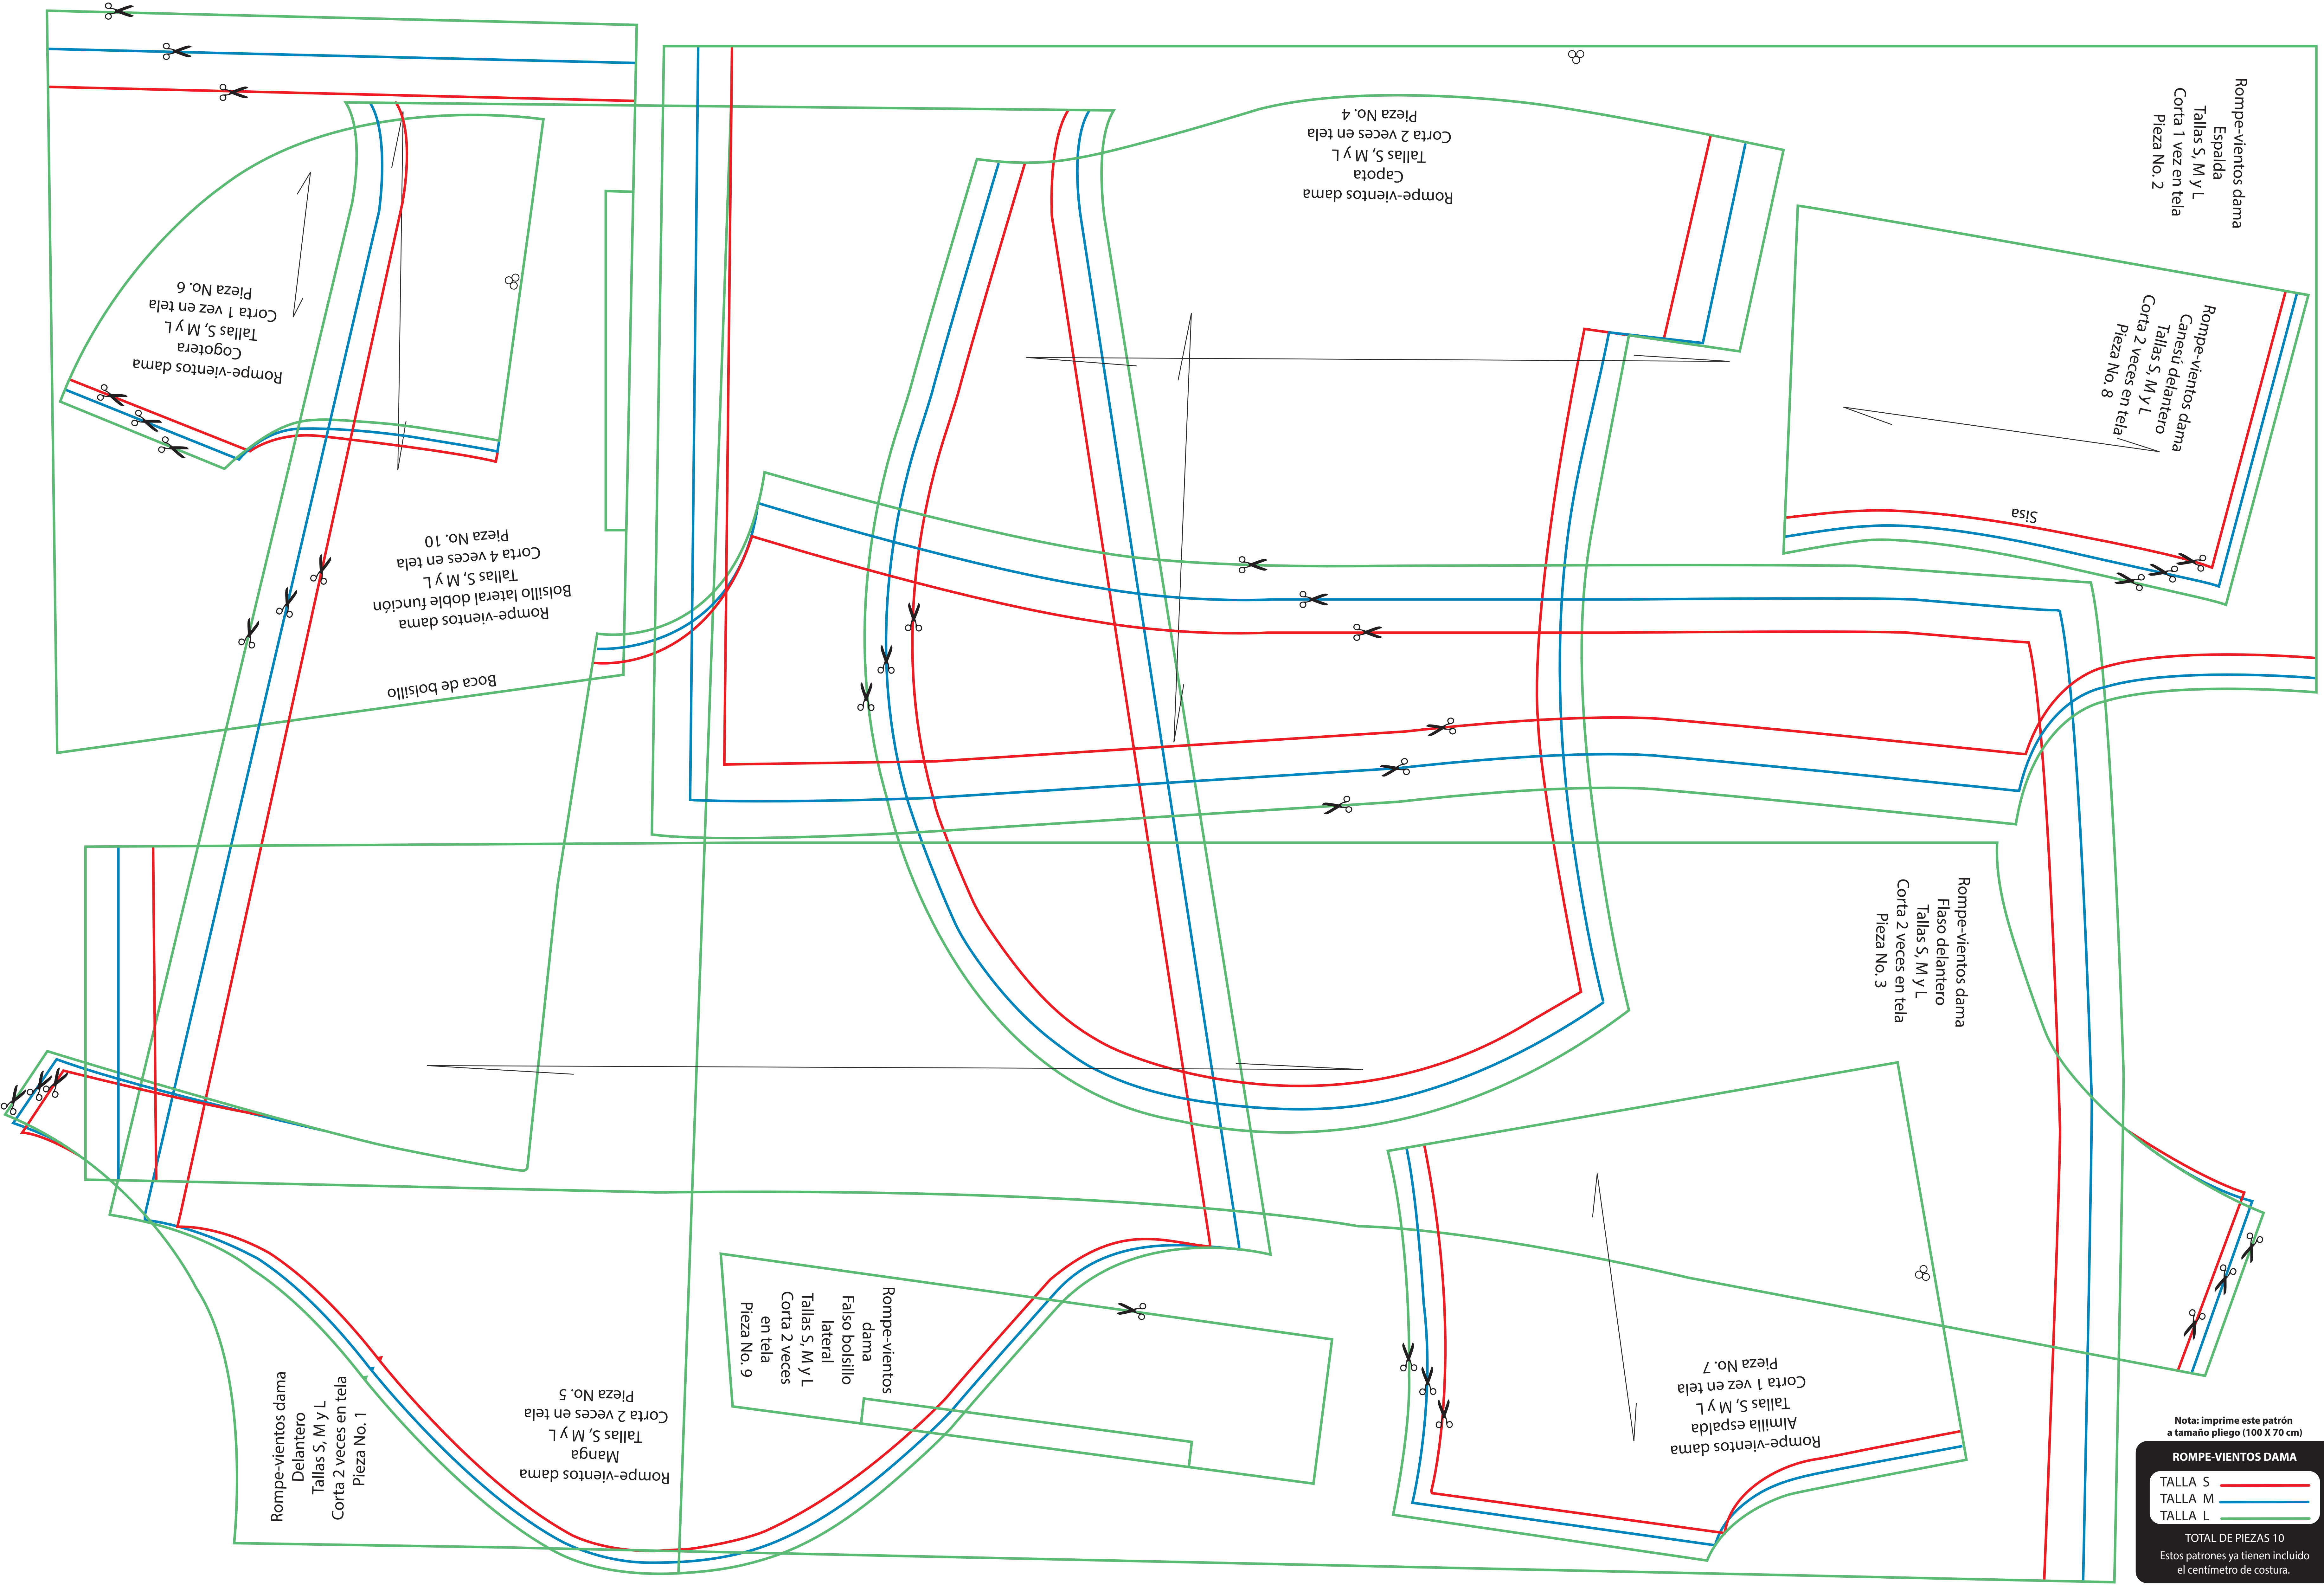 Rompe-vientos dama
Capota
Tallas S, M y L
Corta 2 veces en tela
Pieza No. 4
Rompe-vientos dama
Espalda
Tallas S, M y L
Corta 1 vez en tela
Pieza No. 2
Rompe-vientos dama
Cogotera
Tallas S, M y L
Corta 1 vez en tela
Pieza No. 6
Rompe-vientos dama
Canesú delantero
Tallas S, M y L
Corta 2 veces en tela
Pieza No. 8
Sisa
Rompe-vientos dama
Bolsillo lateral doble función
Tallas S, M y L
Corta 4 veces en tela
Pieza No. 10
Boca de bolsillo
Rompe-vientos dama
Flaso delantero
Tallas S, M y L
Corta 2 veces en tela
Pieza No. 3
Rompe-vientos
dama
Falso bolsillo
lateral
Tallas S, M y L
Corta 2 veces
en tela
Pieza No. 9
Rompe-vientos dama
Delantero
Tallas S, M y L
Corta 2 veces en tela
Pieza No. 1
Rompe-vientos dama
Manga
Tallas S, M y L
Corta 2 veces en tela
Pieza No. 5
Rompe-vientos dama
Almilla espalda
Tallas S, M y L
Corta 1 vez en tela
Pieza No. 7
Nota: imprime este patrón
a tamaño pliego (100 X 70 cm)
ROMPE-VIENTOS DAMA
TALLA S
TALLA M
TALLA L
TOTAL DE PIEZAS 10
Estos patrones ya tienen incluido
el centímetro de costura.